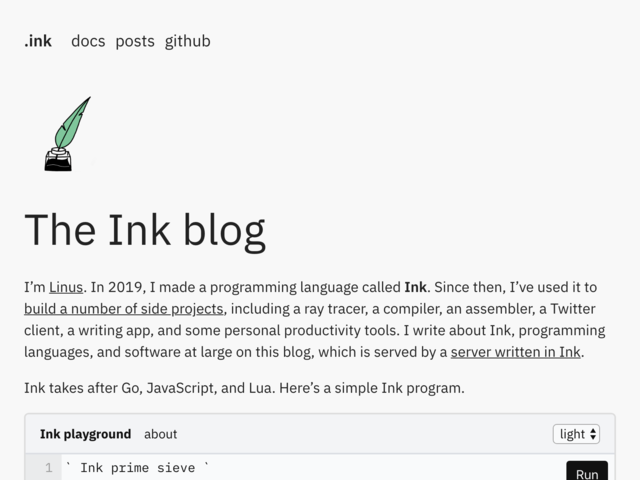 .ink docs posts github
The Ink blog
I'm Linus. In 2019, I made a programming language called Ink. Since then, I've used it to
build a number of side projects, including a ray tracer, a compiler, an assembler, a Twitter
client, a writing app, and some personal productivity tools. I write about Ink, programming
languages, and software at large on this blog, which is served by a server written in Ink.
Ink takes after Go, JavaScript, and Lua. Here's a simple Ink program.
Ink playground about light
1 ` Ink prime sieve `
Run